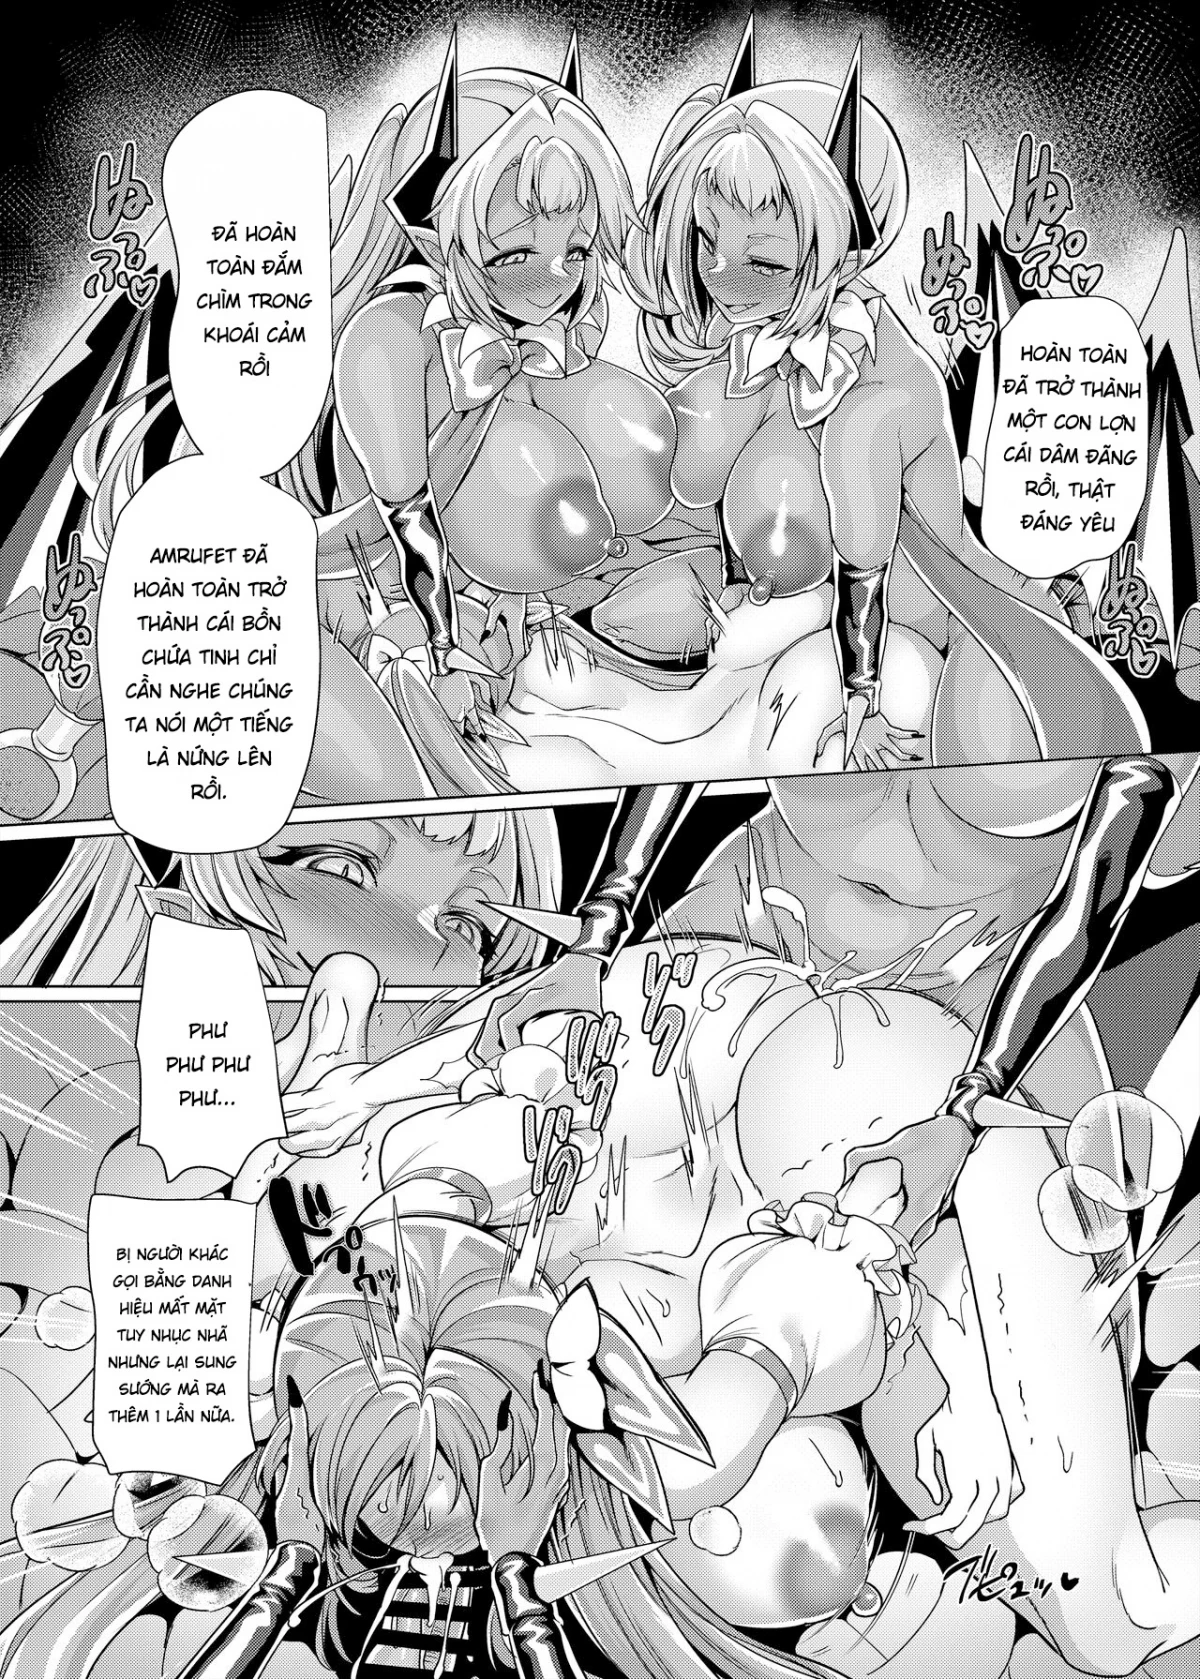 ĐÃ HOÀN
TOÀN ĐẮM
CHÌM TRONG
KHOÁI CẢM
RỒI
HOÀN TOÀN
ĐÃ TRỞ THÀNH
MỘT CON LỢN
CÁI DÂM ĐÃNG
RỒI, THẬT
ĐÁNG YÊU
AMRUFET ĐÃ
HOÀN TOÀN TRỞ
THÀNH CÁI BỒN
CHỨA TINH CHỈ
CẦN NGHE CHÚNG
TA NÓI MỘT TIẾNG
LÀ NỨNG LÊN
RỒI.
PHƯ
PHƯ PHƯ
PHƯ...
BỊ NGƯỜI KHÁC
GỌI BẰNG DANH
HIỆU MẤT MẶT
TUY NHỤC NHÃ
NHƯNG LẠI SUNG
SƯỚNG MÀ RA
THÊM 1 LẦN NỮA.